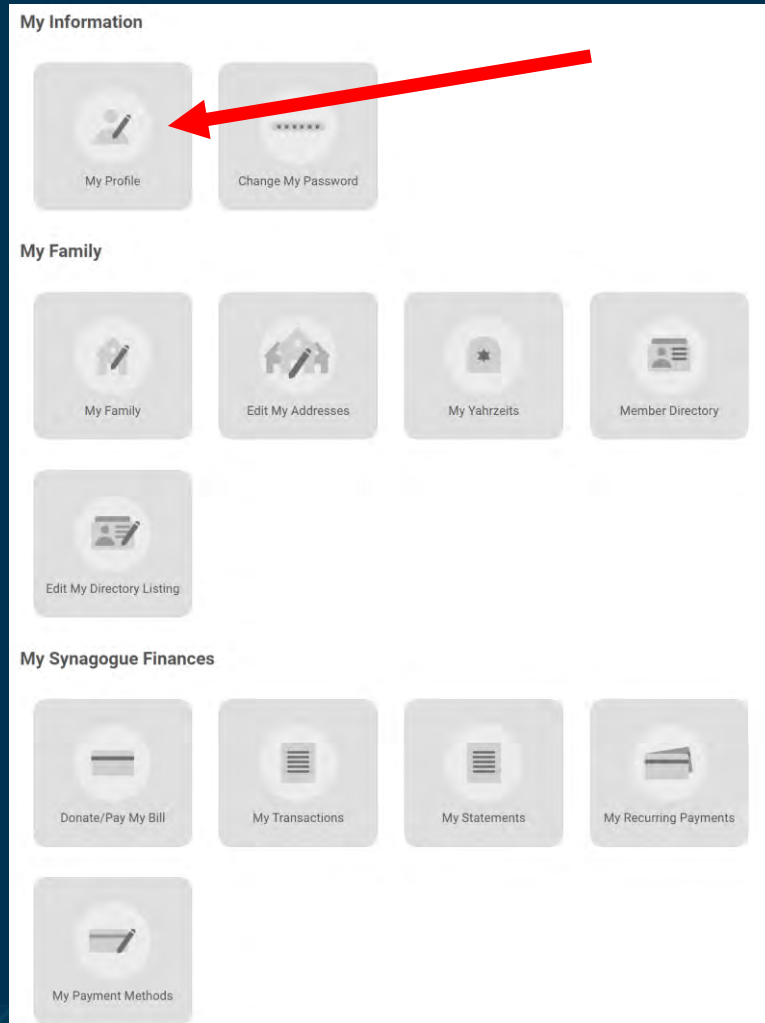 My Information
My Profile
Change My Password
My Family
My Family
Edit My Addresses
My Yahrzeits
Member Directory
Edit My Directory Listing
My Synagogue Finances
Donate/Pay My Bill
My Transactions
My Statements
My Recurring Payments
My Payment Methods